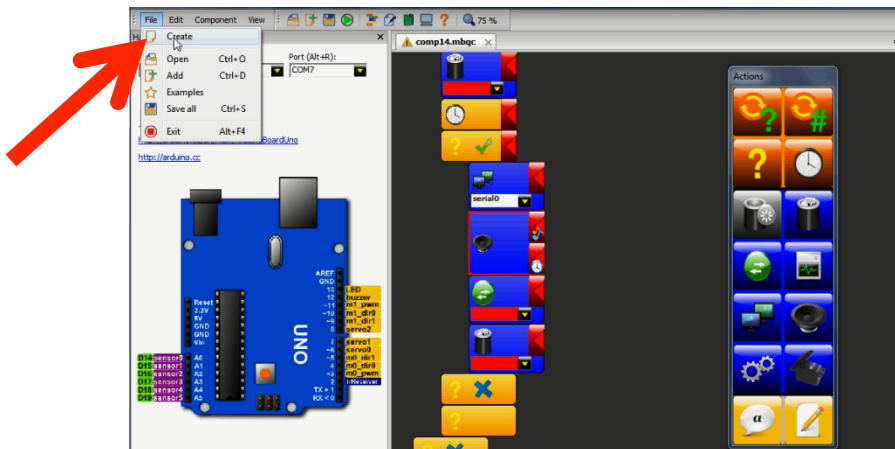 File Edit Component View 75 %
Create
Open Ctrl+O
Add Ctrl+D
Examples
Save all Ctrl+S
Exit Alt+F4
Port (Alt+R):
COM7
http://arduino.cc
AREF
GND
13 LED
12 buzzer
~11 m1_pwm
~10 m1_dir0
~9 m1_dir1
8 servo2
7 servo1
~6 servo0
~5 m0_dir1
4 m0_dir0
~3 m0_pwm
2 irReceiver
TX > 1
RX < 0
Reset
3.3V
5V
GND
GND
Vin
D14 sensor0 A0
D15 sensor1 A1
D16 sensor2 A2
D17 sensor3 A3
D18 sensor4 A4
D19 sensor5 A5
UNO
comp14.mbqc
serial0
Actions
a